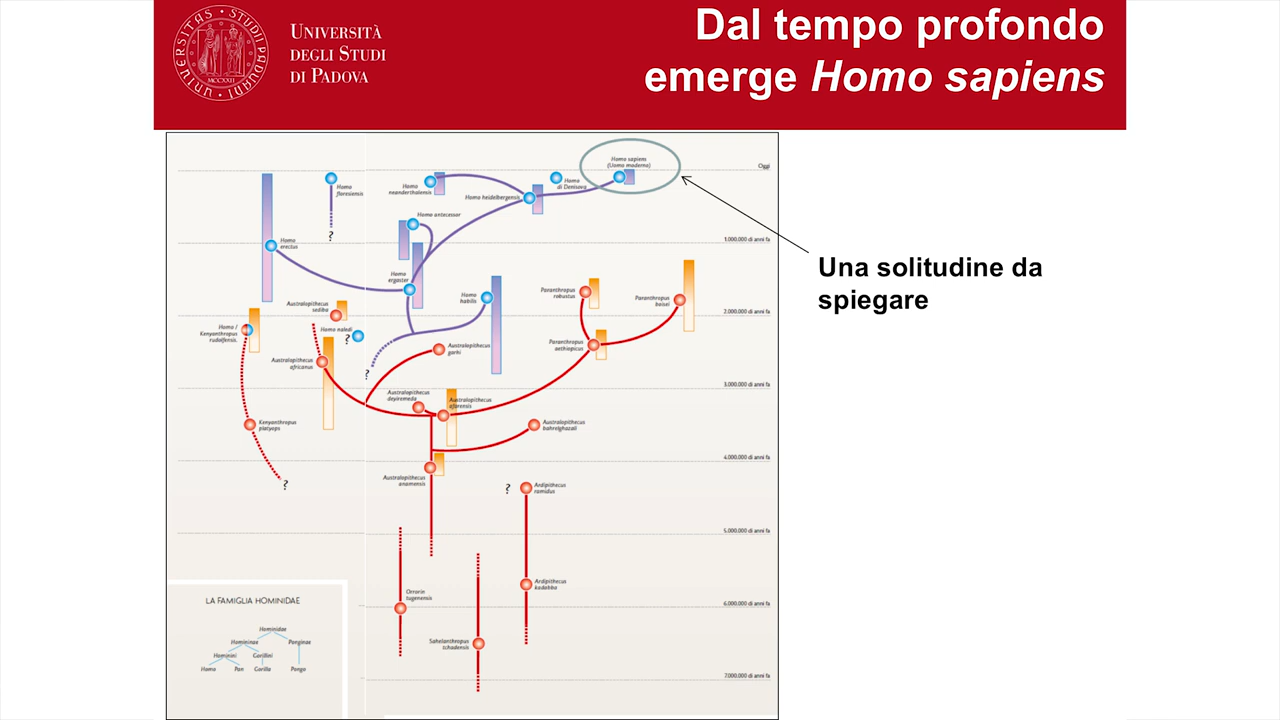 UNIVERSITÀ
DEGLI STUDI
DI PADOVA
Dal tempo profondo
emerge Homo sapiens
Homo sapiens
(Uomo moderno)
Oggi
Homo
floresiensis
Homo
neanderthalensis
Homo heidelbergensis
Homo
di Denisova
Homo antecessor
?
Homo
erectus
1.000.000 di anni fa
Una solitudine da
spiegare
Homo
ergaster
Homo
habilis
Paranthropus
robustus
Paranthropus
boisei
Australopithecus
sediba
2.000.000 di anni fa
Homo /
Kenyanthropus
rudolfensis
Homo naledi
?
Australopithecus
garhi
Paranthropus
aethiopicus
Australopithecus
africanus
?
3.000.000 di anni fa
Australopithecus
deyiremeda
Australopithecus
afarensis
Kenyanthropus
platyops
Australopithecus
bahrelghazali
4.000.000 di anni fa
Australopithecus
anamensis
?
?
Ardipithecus
ramidus
5.000.000 di anni fa
Ardipithecus
kadabba
Orrorin
tugenensis
6.000.000 di anni fa
LA FAMIGLIA HOMINIDAE
Hominidae
Homininae Ponginae
Hominini Gorillini
Homo Pan Gorilla Pongo
Sahelanthropus
tchadensis
7.000.000 di anni fa